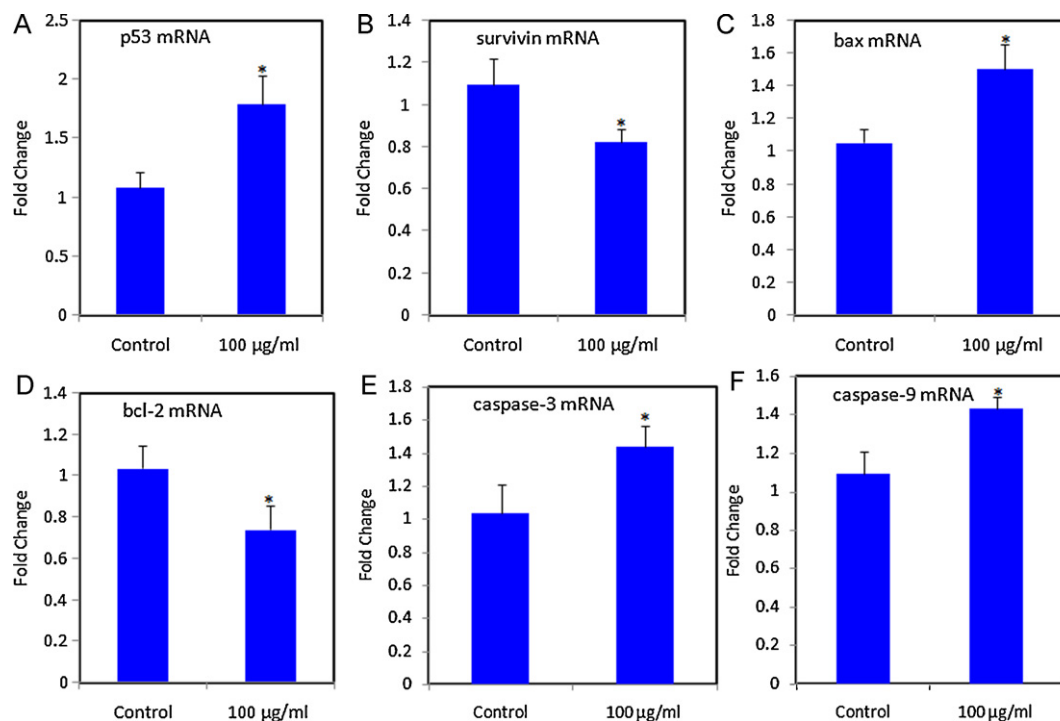 A
p53 mRNA
Fold Change
2.5
2
1.5
1
0.5
0
*
Control
100 µg/ml
B
survivin mRNA
Fold Change
1.4
1.2
1
0.8
0.6
0.4
0.2
0
*
Control
100 µg/ml
C
bax mRNA
Fold Change
1.8
1.6
1.4
1.2
1
0.8
0.6
0.4
0.2
0
*
Control
100 µg/ml
D
bcl-2 mRNA
Fold Change
1.4
1.2
1
0.8
0.6
0.4
0.2
0
*
Control
100 µg/ml
E
caspase-3 mRNA
Fold Change
1.8
1.6
1.4
1.2
1
0.8
0.6
0.4
0.2
0
*
Control
100 µg/ml
F
caspase-9 mRNA
Fold Change
1.6
1.4
1.2
1
0.8
0.6
0.4
0.2
0
*
Control
100 µg/ml